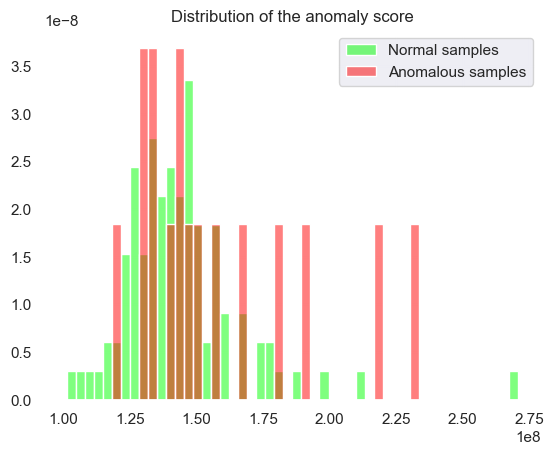 Distribution of the anomaly score
1e−8
Normal samples
Anomalous samples
3.5
3.0
2.5
2.0
1.5
1.0
0.5
0.0
1.00 1.25 1.50 1.75 2.00 2.25 2.50 2.75
1e8